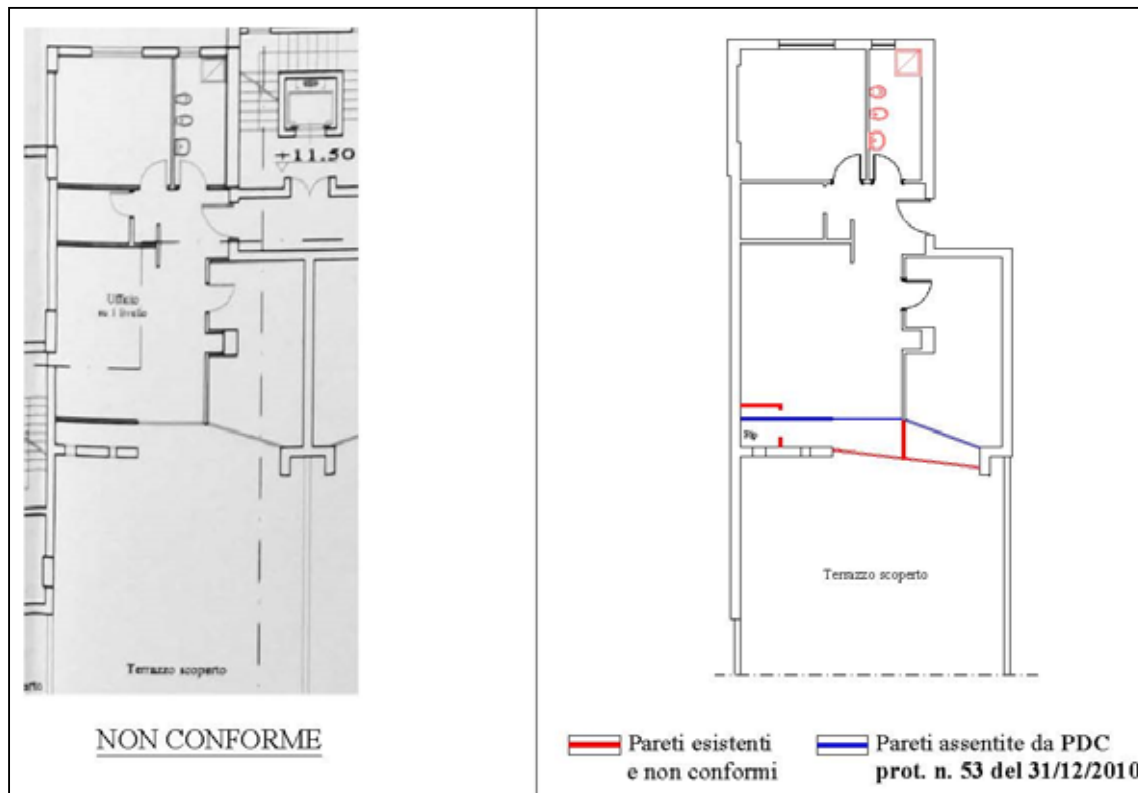 +11.50
Ufficio
su 1 livello
Terrazzo scoperto
NON CONFORME
Rip
Terrazzo scoperto
Pareti esistenti
e non conformi
Pareti assentite da PDC
prot. n. 53 del 31/12/2010